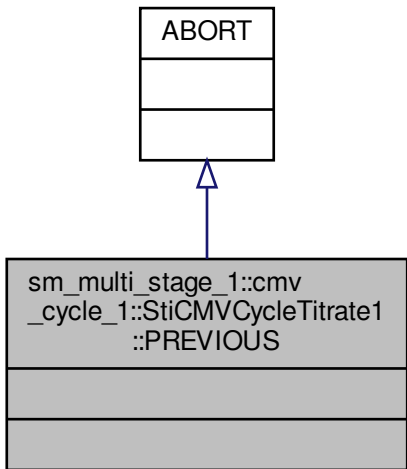 ABORT
sm_multi_stage_1::cmv
_cycle_1::StiCMVCycleTitrate1
::PREVIOUS